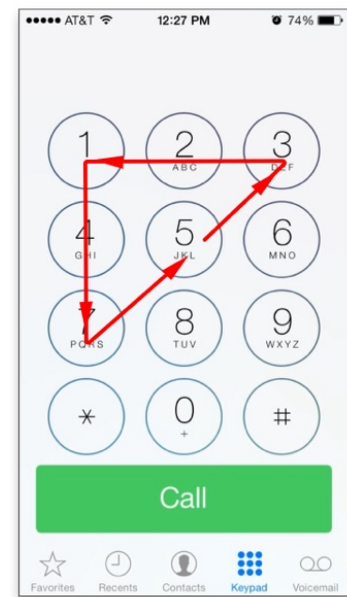 AT&T 12:27 PM 74%
1 2 3
ABC DEF
4 5 6
GHI JKL MNO
7 8 9
PQRS TUV WXYZ
* 0 #
+
Call
Favorites Recents Contacts Keypad Voicemail